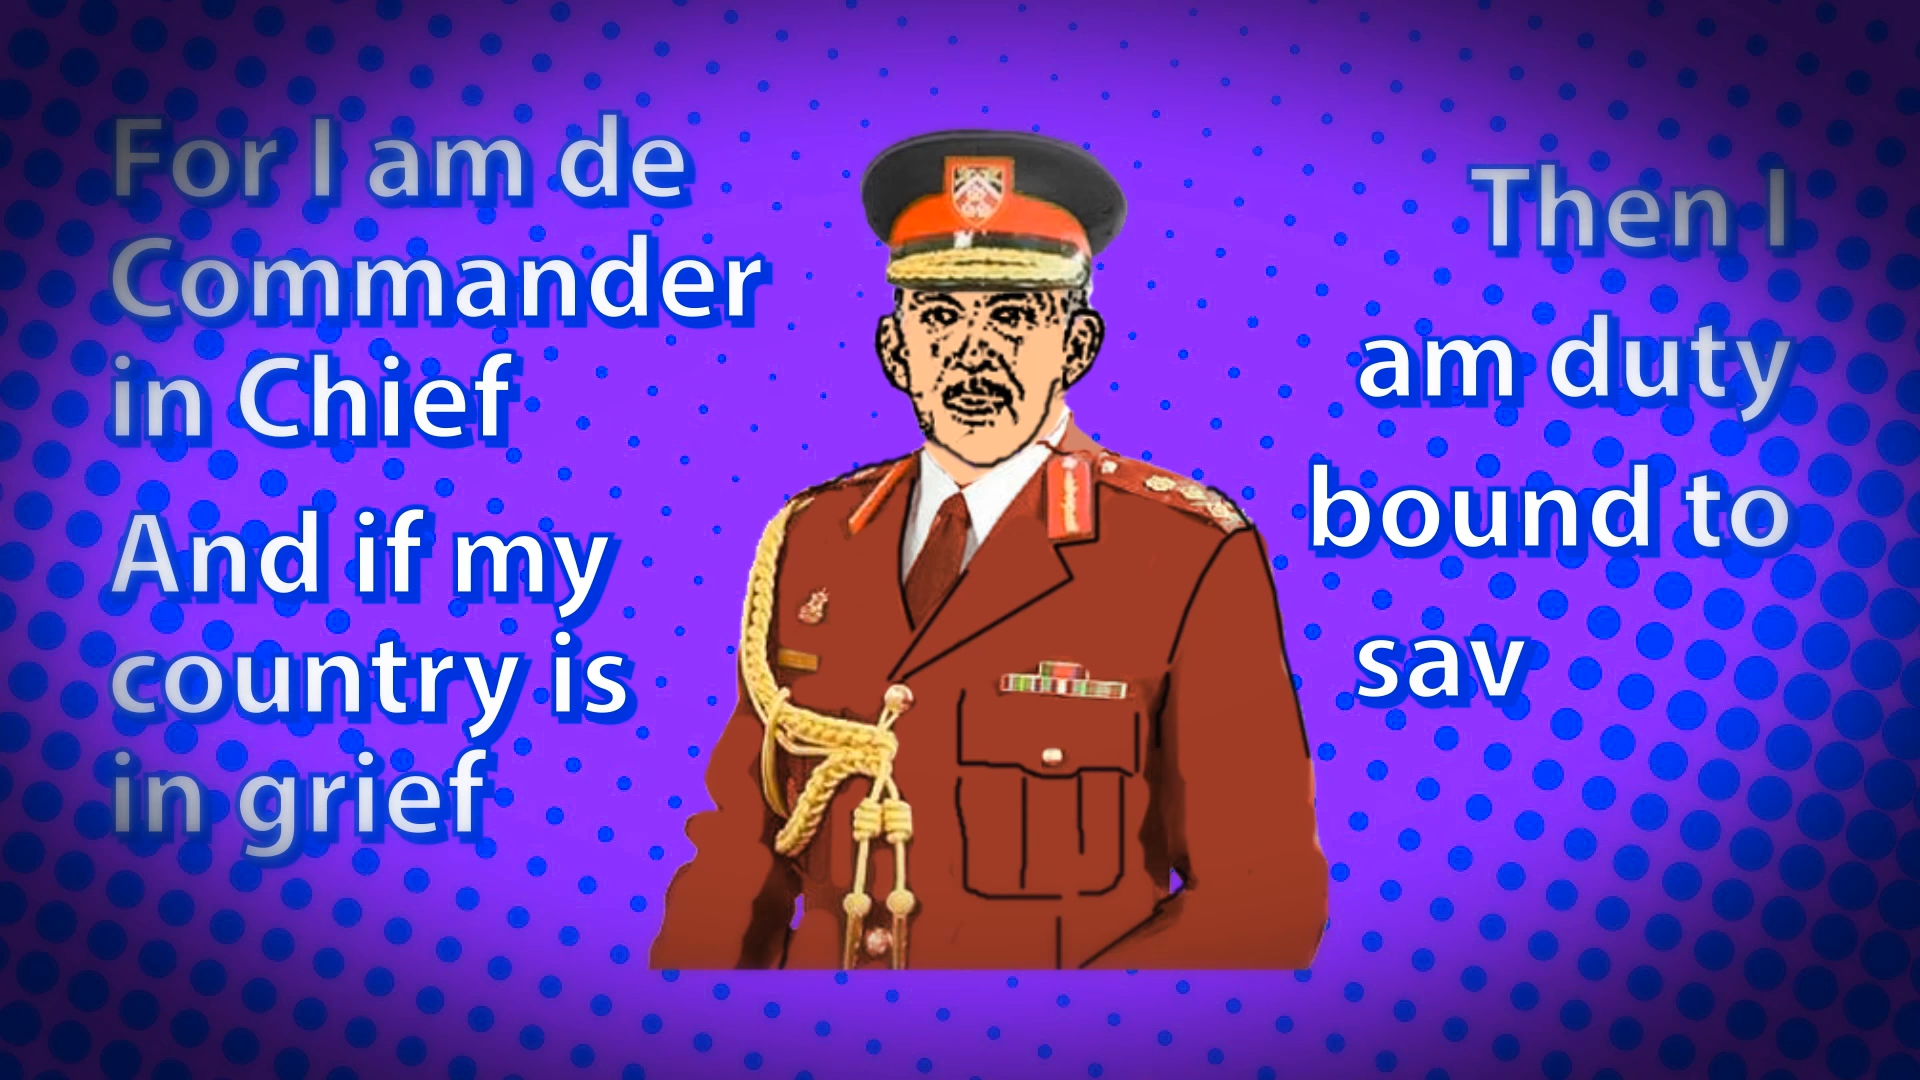 For I am de
Commander
in Chief
And if my
country is
in grief
Then I
am duty
bound to
sav